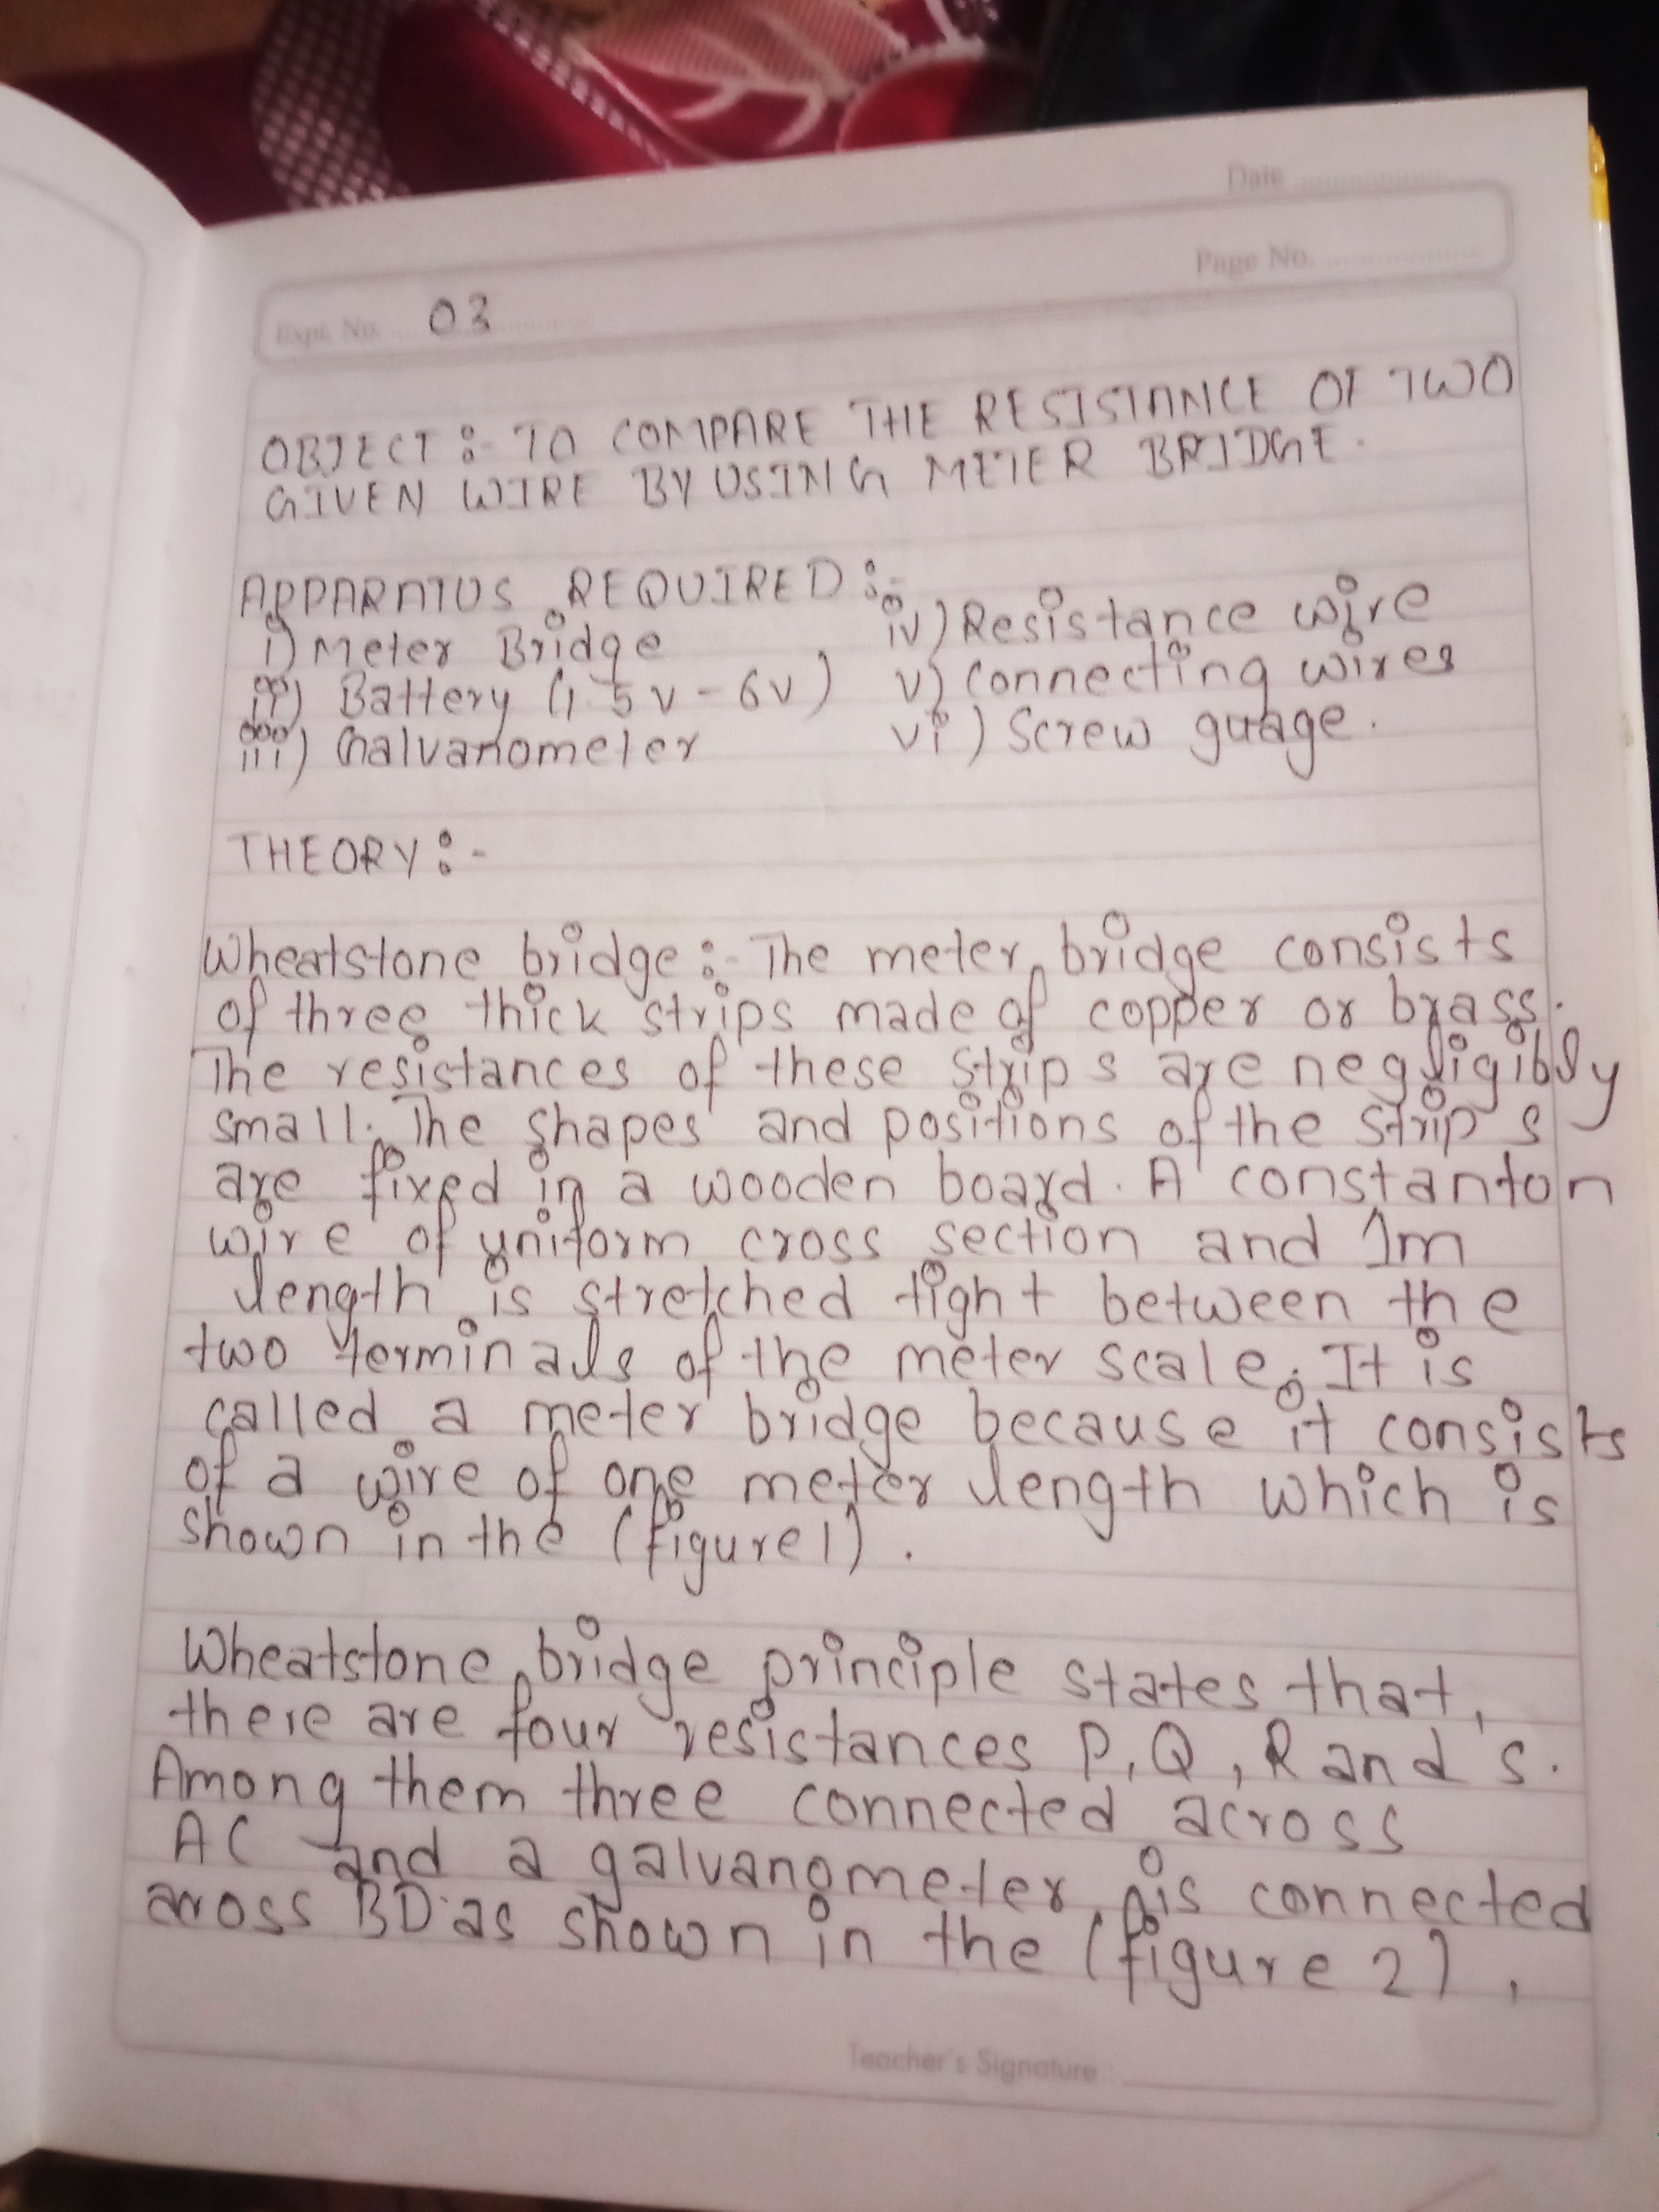 Date
Page No.
Expt. No. 03
OBJECT :- TO COMPARE THE RESISTANCE OF TWO
GIVEN WIRE BY USING METER BRIDGE.
APPARATUS REQUIRED :-
i) Meter Bridge
ii) Battery (1.5v - 6v)
iii) Galvanometer
iv) Resistance wire
v) Connecting wires
vi) Screw guage.
THEORY :-
Wheatstone bridge :- The meter bridge consists
of three thick strips made of copper or brass.
The resistances of these strips are negligibly
small. The shapes and positions of the strips
are fixed in a wooden board. A constanton
wire of uniform cross section and 1m
length is stretched tight between the
two terminals of the meter scale. It is
called a meter bridge because it consists
of a wire of one meter length which is
shown in the (figure 1).
Wheatstone bridge principle states that,
there are four resistances P, Q, R and S.
Among them three connected across
AC and a galvanometer is connected
aross BD as shown in the (figure 2).
Teacher's Signature :